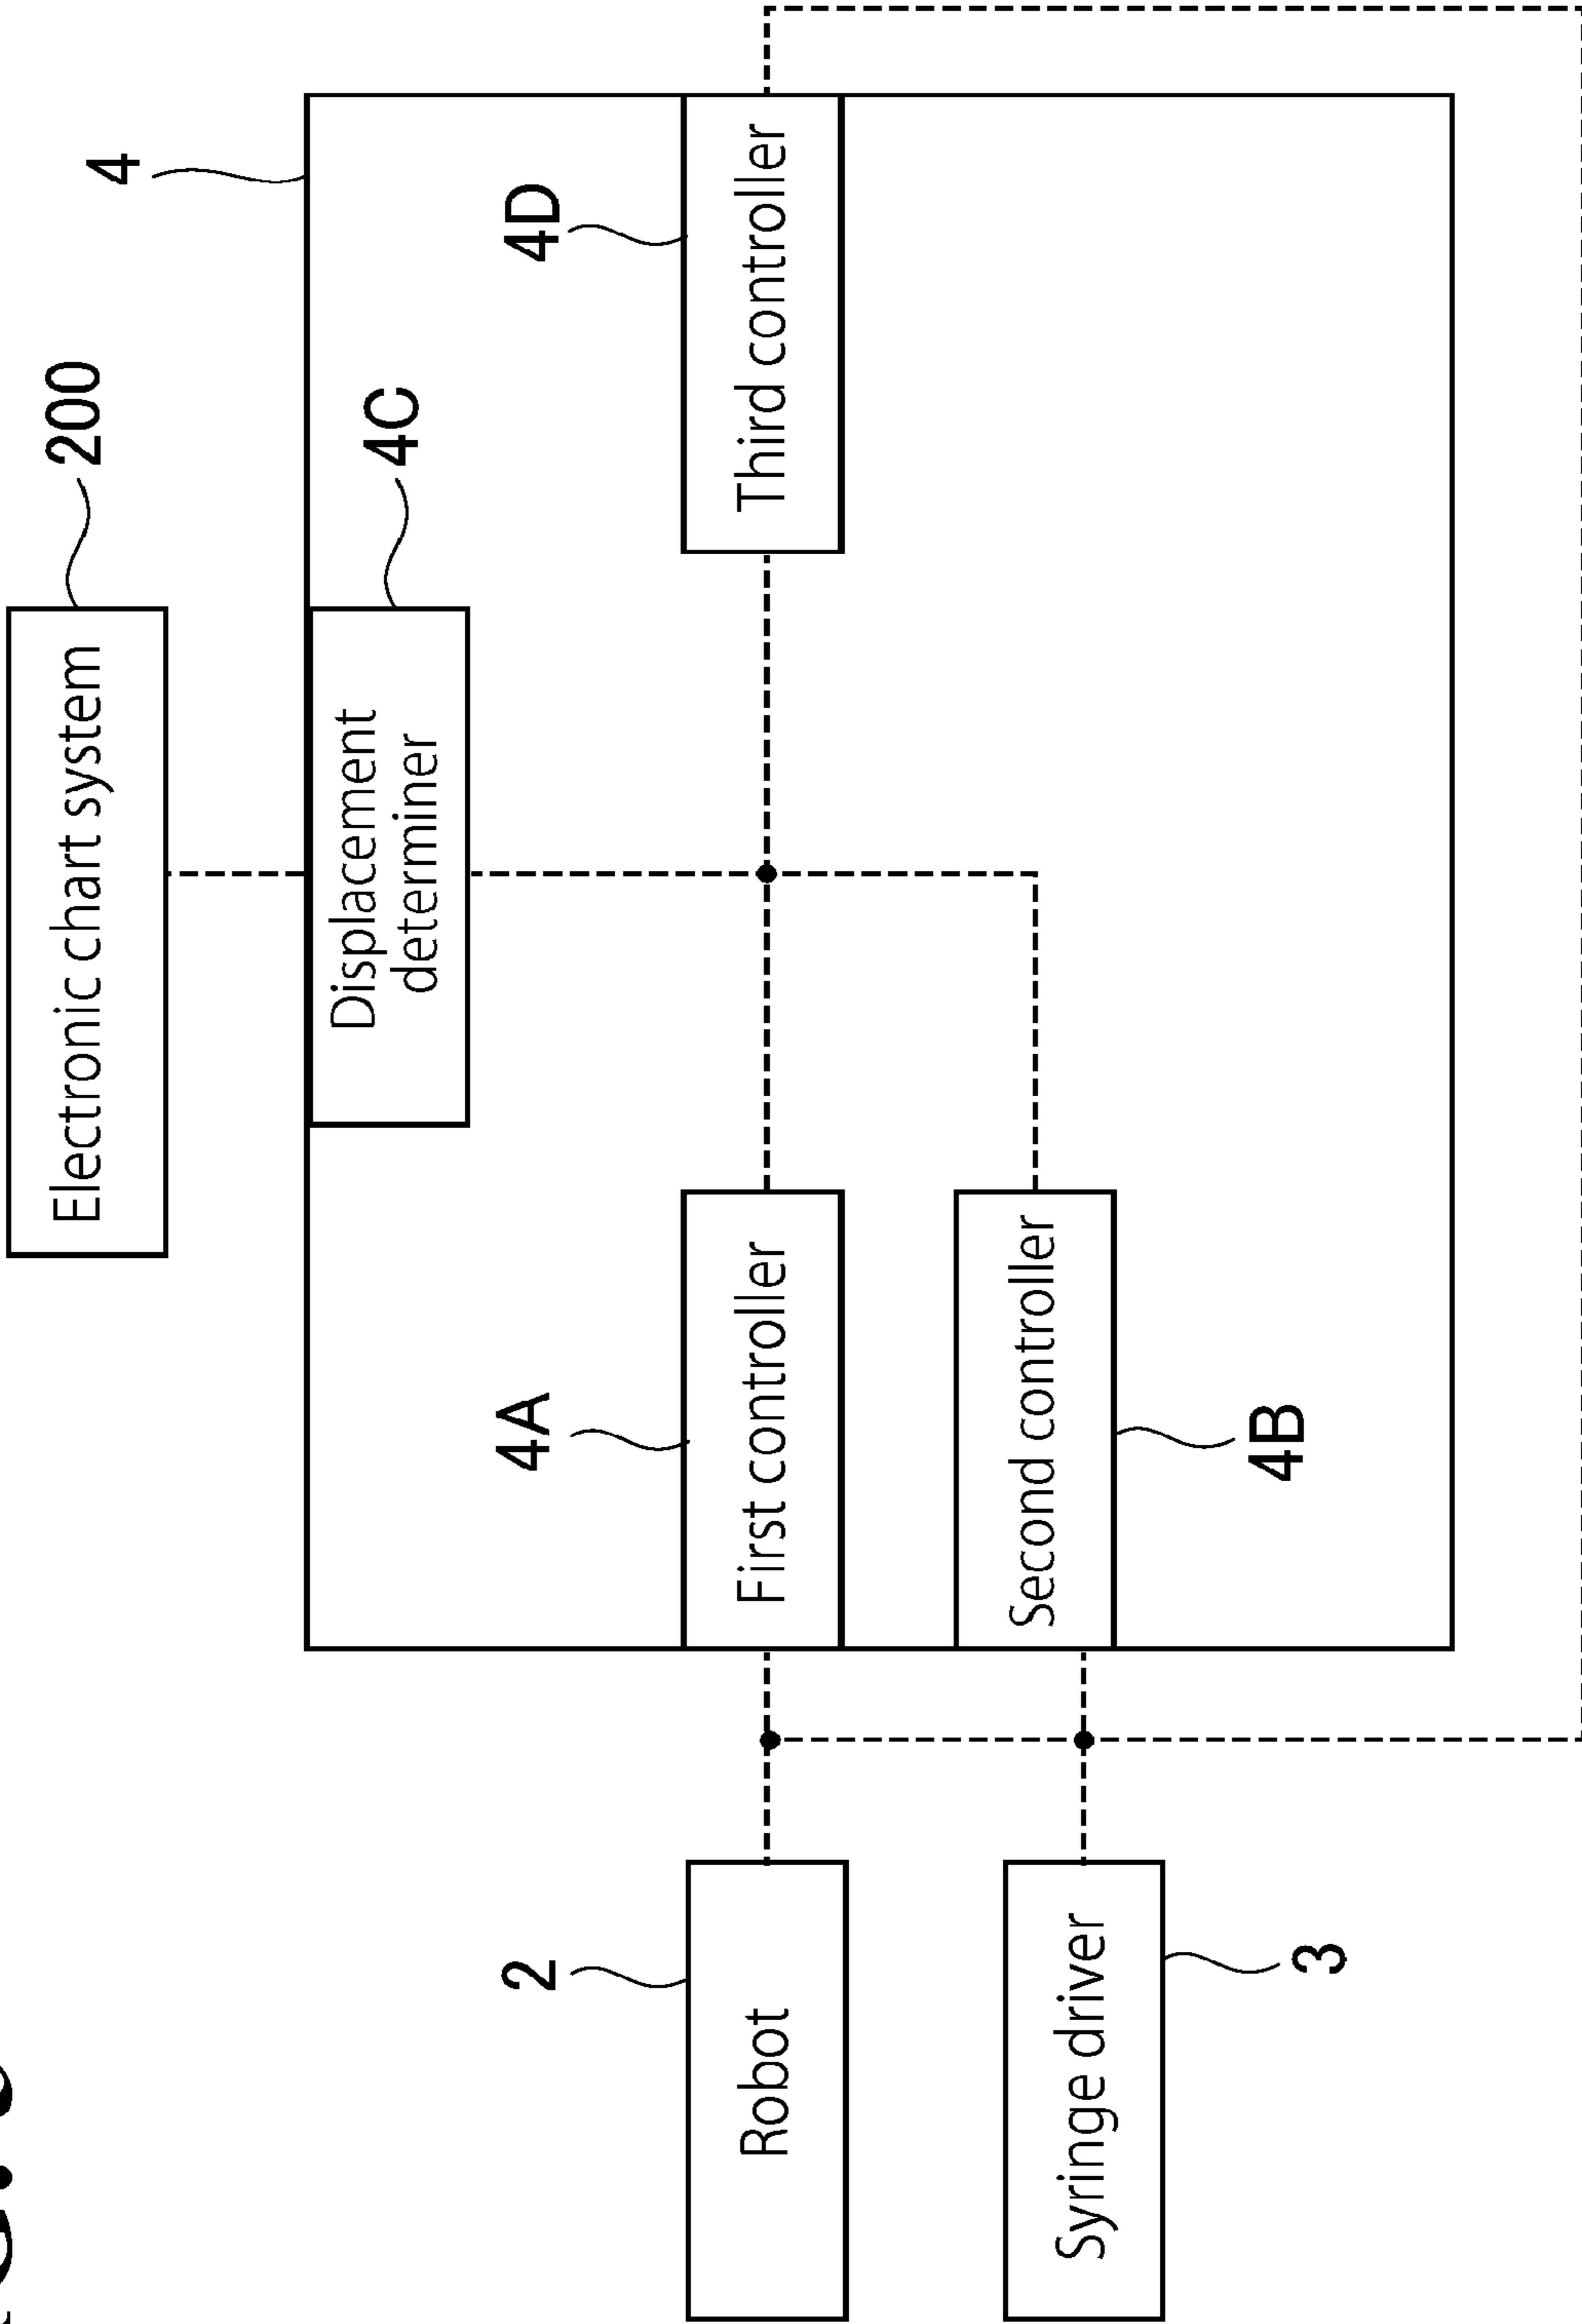 Electronic chart system
200
4
Displacement
determiner
4C
2
4A
4D
Robot
First controller
Third controller
Second controller
Syringe driver
4B
3